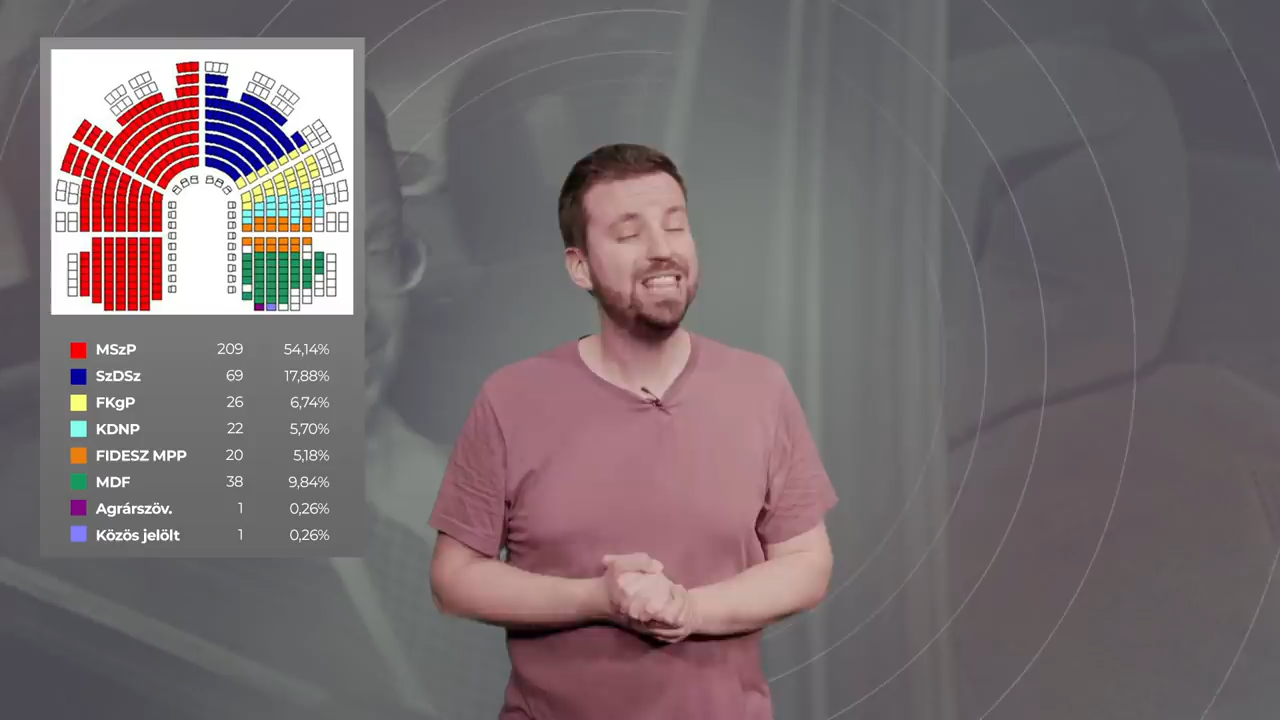 MSzP 209 54,14%
SzDSz 69 17,88%
FKgP 26 6,74%
KDNP 22 5,70%
FIDESZ MPP 20 5,18%
MDF 38 9,84%
Agrárszöv. 1 0,26%
Közös jelölt 1 0,26%